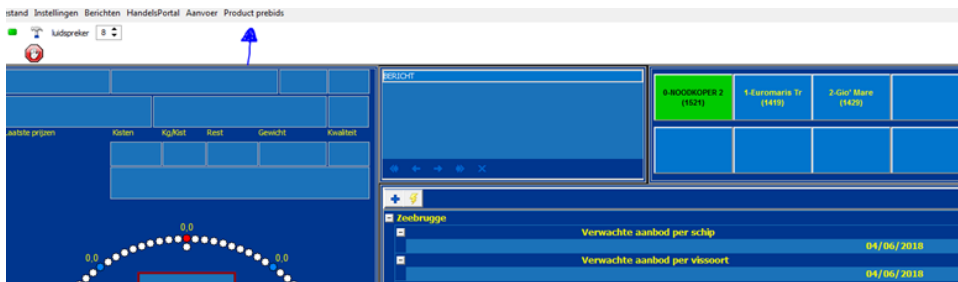 estand Instellingen Berichten HandelsPortal Aanvoer Product prebids
luidspreker 8
BERICHT
0-NOODKOPER 2 1-Euromaris Tr 2-Gio' Mare
(1521) (1419) (1429)
Laatste prijzen Kisten Kg/Kist Rest Gewicht Kwaliteit
Zeebrugge
Verwachte aanbod per schip
04/06/2018
Verwachte aanbod per vissoort
04/06/2018
0,0
0,0 0,0